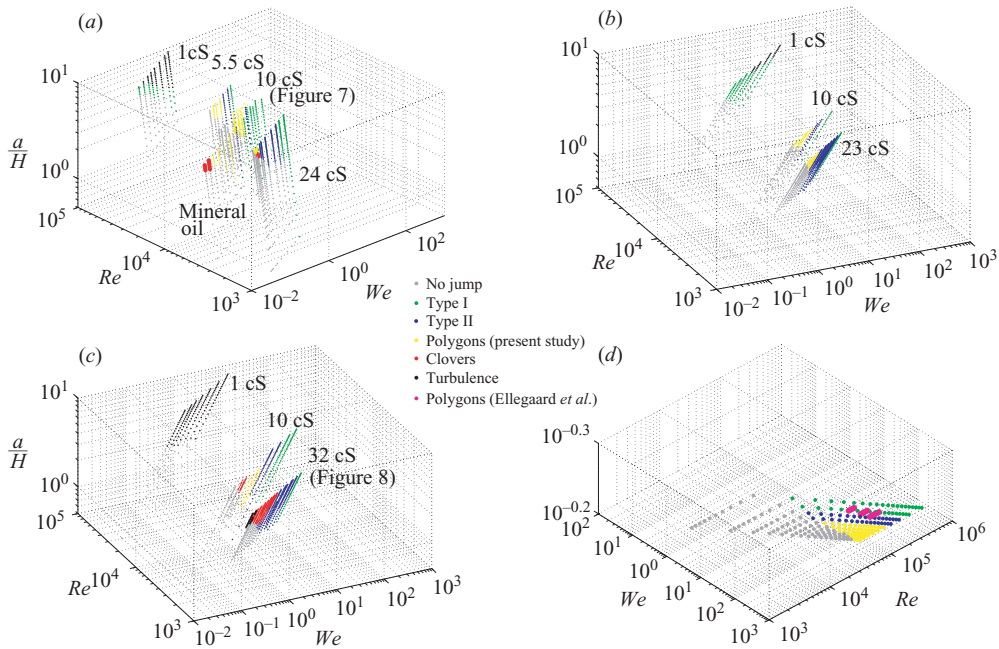 (a)
1cS
5.5 cS
10 cS
(Figure 7)
24 cS
Mineral
oil
a/H
10^1
10^0
10^5
Re
10^4
10^3
10^−2
10^0
10^2
We
(b)
1 cS
10 cS
23 cS
10^1
10^0
10^5
Re
10^4
10^3
10^−2
10^−1
10^0
10^1
10^2
10^3
We
No jump
Type I
Type II
Polygons (present study)
Clovers
Turbulence
Polygons (Ellegaard et al.)
(c)
1 cS
10 cS
32 cS
(Figure 8)
a/H
10^1
10^0
10^5
Re
10^4
10^3
10^−2
10^−1
10^0
10^1
10^2
10^3
We
(d)
10^−0.3
10^−0.2
10^2
10^1
10^0
10^1
10^2
10^3
We
10^3
10^4
10^5
10^6
Re